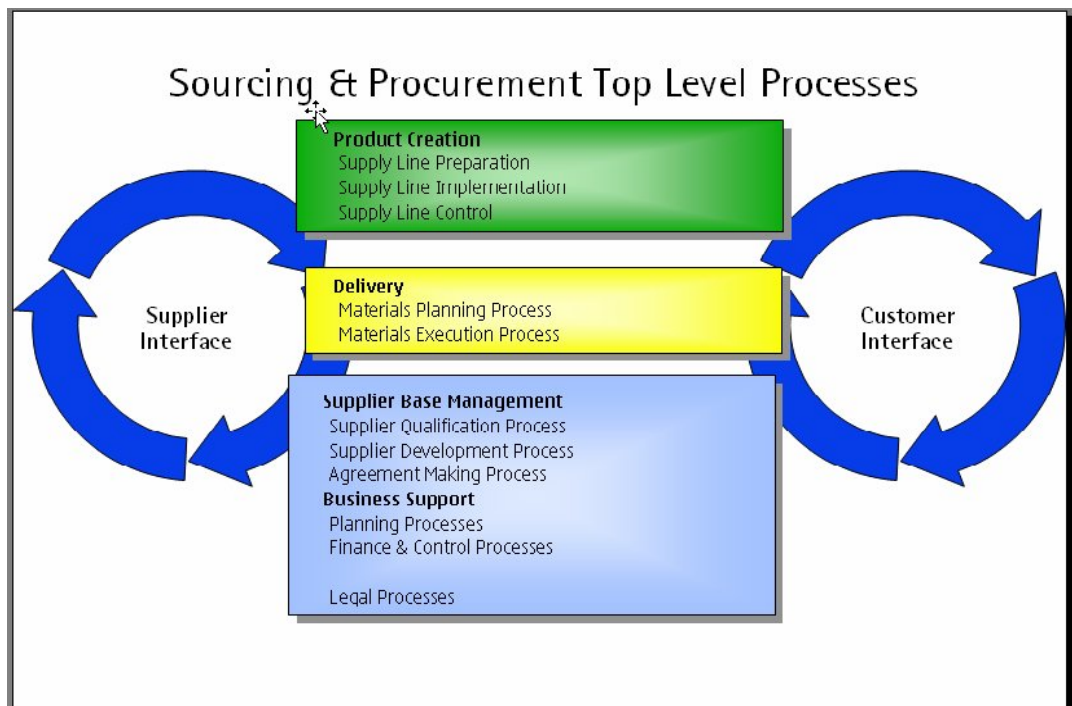 Sourcing & Procurement Top Level Processes
Product Creation
Supply Line Preparation
Supply Line Implementation
Supply Line Control
Delivery
Materials Planning Process
Materials Execution Process
Supplier
Interface
Customer
Interface
Supplier Base Management
Supplier Qualification Process
Supplier Development Process
Agreement Making Process
Business Support
Planning Processes
Finance & Control Processes
Legal Processes